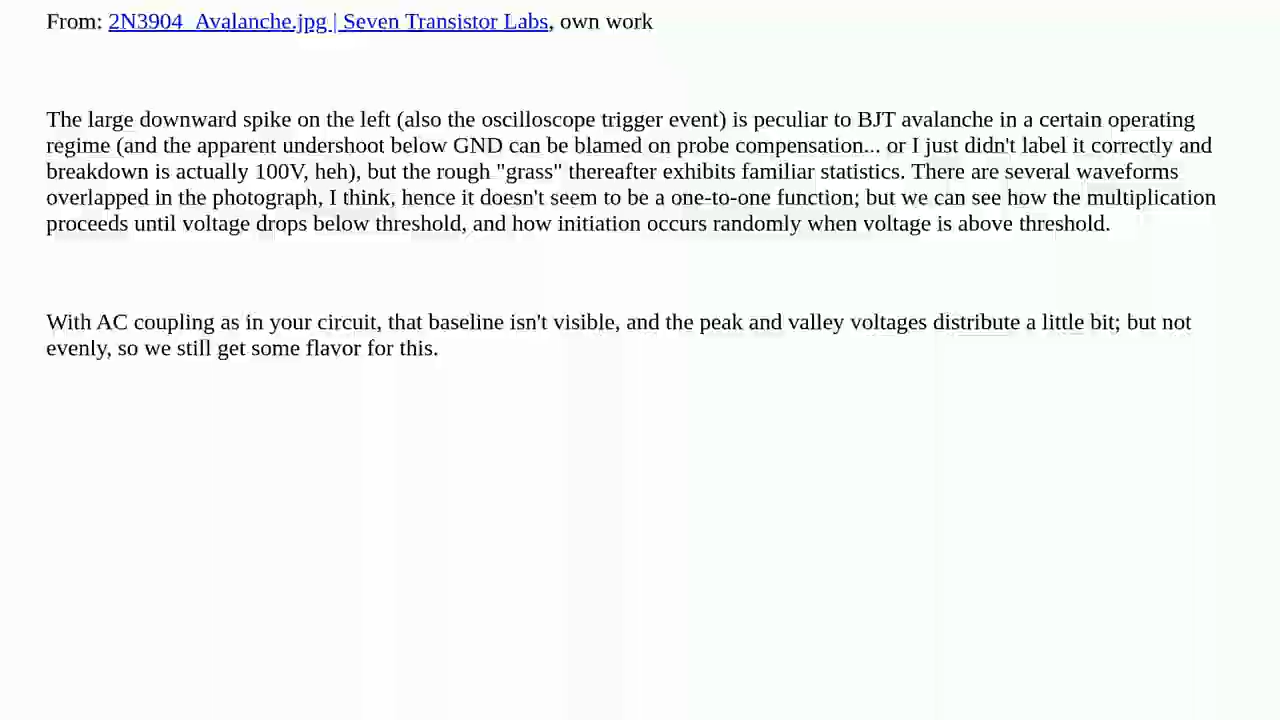 From: 2N3904_Avalanche.jpg | Seven Transistor Labs, own work
The large downward spike on the left (also the oscilloscope trigger event) is peculiar to BJT avalanche in a certain operating
regime (and the apparent undershoot below GND can be blamed on probe compensation... or I just didn't label it correctly and
breakdown is actually 100V, heh), but the rough "grass" thereafter exhibits familiar statistics. There are several waveforms
overlapped in the photograph, I think, hence it doesn't seem to be a one-to-one function; but we can see how the multiplication
proceeds until voltage drops below threshold, and how initiation occurs randomly when voltage is above threshold.
With AC coupling as in your circuit, that baseline isn't visible, and the peak and valley voltages distribute a little bit; but not
evenly, so we still get some flavor for this.